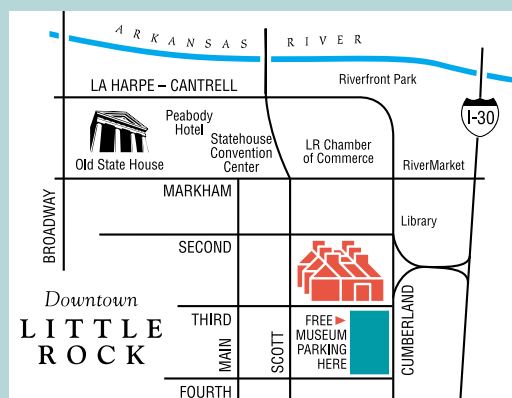 ARKANSAS RIVER
LA HARPE – CANTRELL
Riverfront Park
I-30
Peabody
Hotel
Old State House
Statehouse
Convention
Center
LR Chamber
of Commerce
RiverMarket
MARKHAM
BROADWAY
Library
SECOND
Downtown
LITTLE
ROCK
THIRD
MAIN
SCOTT
FREE
MUSEUM
PARKING
HERE
CUMBERLAND
FOURTH